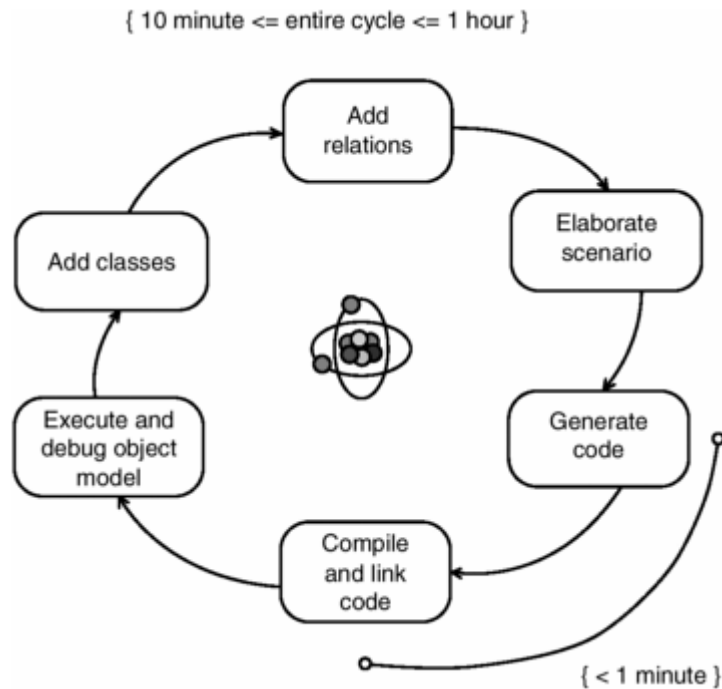 { 10 minute <= entire cycle <= 1 hour }
Add
relations
Elaborate
scenario
Generate
code
Compile
and link
code
Execute and
debug object
model
Add classes
{ < 1 minute }